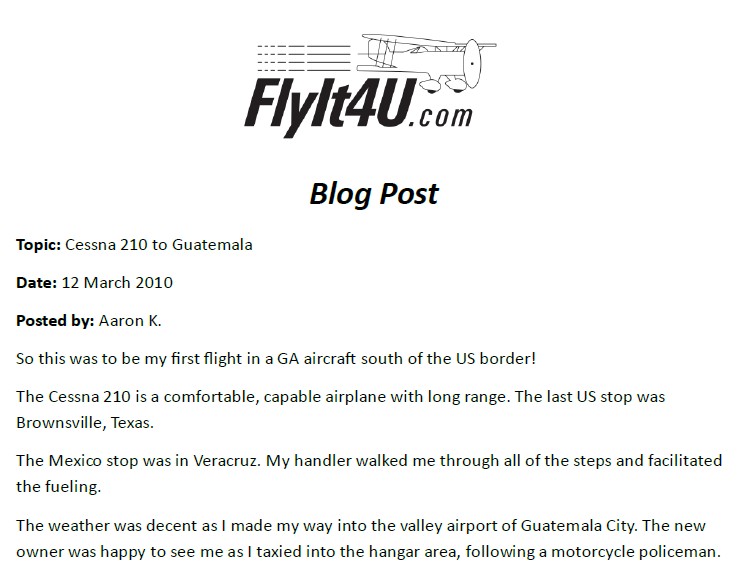 FlyIt4U.com
Blog Post
Topic: Cessna 210 to Guatemala
Date: 12 March 2010
Posted by: Aaron K.
So this was to be my first flight in a GA aircraft south of the US border!
The Cessna 210 is a comfortable, capable airplane with long range. The last US stop was
Brownsville, Texas.
The Mexico stop was in Veracruz. My handler walked me through all of the steps and facilitated
the fueling.
The weather was decent as I made my way into the valley airport of Guatemala City. The new
owner was happy to see me as I taxied into the hangar area, following a motorcycle policeman.